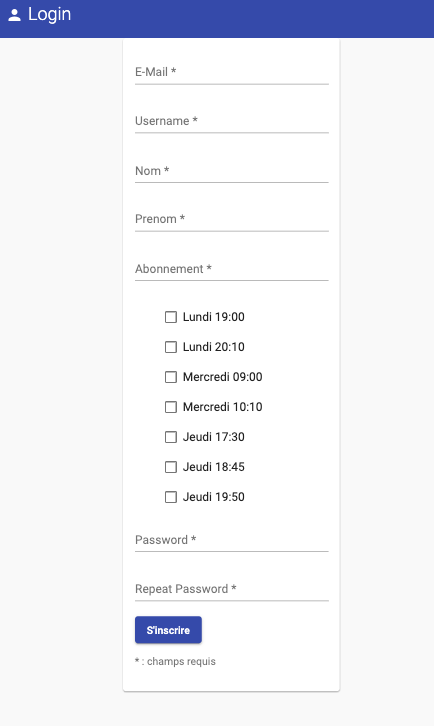 Login
E-Mail *
Username *
Nom *
Prenom *
Abonnement *
Lundi 19:00
Lundi 20:10
Mercredi 09:00
Mercredi 10:10
Jeudi 17:30
Jeudi 18:45
Jeudi 19:50
Password *
Repeat Password *
S'inscrire
* : champs requis